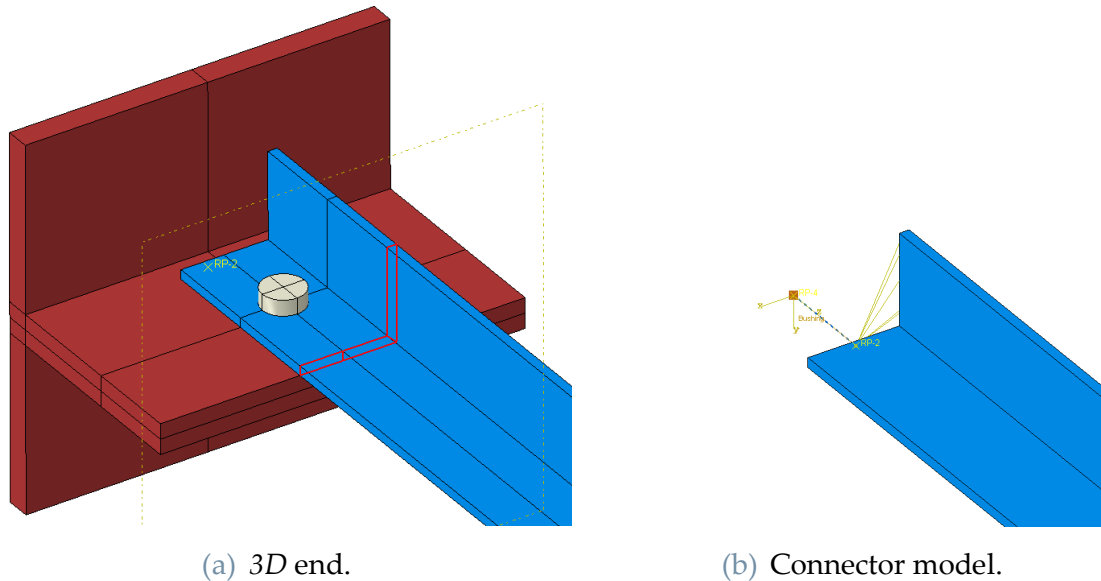 RP-2
(a) 3D end.
RP-4
x
z
Bushing
y
RP-2
(b) Connector model.